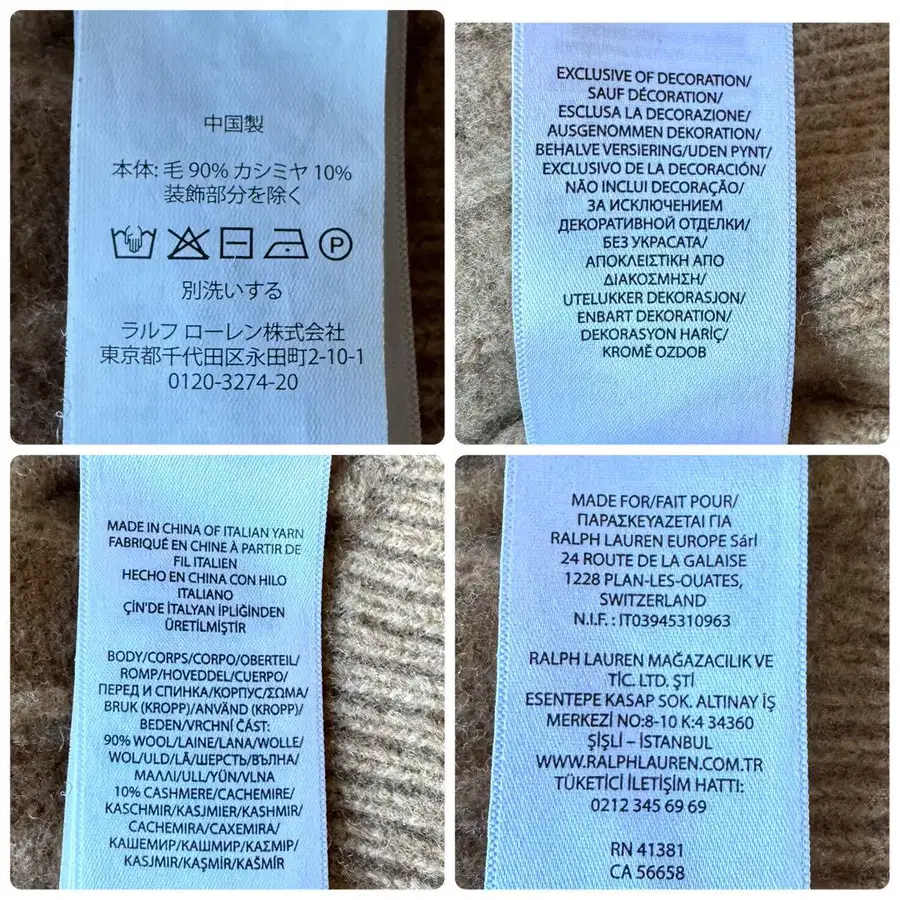 中国製
本体: 毛 90% カシミヤ 10%
装飾部分を除く
P
別洗いする
ラルフ ローレン株式会社
東京都千代田区永田町2-10-1
0120-3274-20
EXCLUSIVE OF DECORATION/
SAUF DÉCORATION/
ESCLUSA LA DECORAZIONE/
AUSGENOMMEN DEKORATION/
BEHALVE VERSIERING/UDEN PYNT/
EXCLUSIVO DE LA DECORACIÓN/
NÃO INCLUI DECORAÇÃO/
ЗА ИСКЛЮЧЕНИЕМ
ДЕКОРАТИВНОЙ ОТДЕЛКИ/
БЕЗ УКРАСАТА/
ΑΠΟΚΛΕΙΣΤΙΚΗ ΑΠΟ
ΔΙΑΚΟΣΜΗΣΗ/
UTELUKKER DEKORASJON/
ENBART DEKORATION/
DEKORASYON HARİÇ/
KROMĚ OZDOB
MADE IN CHINA OF ITALIAN YARN
FABRIQUÉ EN CHINE À PARTIR DE
FIL ITALIEN
HECHO EN CHINA CON HILO
ITALIANO
ÇİN'DE İTALYAN İPLİĞİNDEN
ÜRETİLMİŞTİR
BODY/CORPS/CORPO/OBERTEIL/
ROMP/HOVEDDEL/CUERPO/
ПЕРЕД И СПИНКА/КОРПУС/ΣΩΜΑ/
BRUK (KROPP)/ANVÄND (KROPP)/
BEDEN/VRCHNÍ ČÁST:
90% WOOL/LAINE/LANA/WOLLE/
WOL/ULD/LÃ/ШЕРСТЬ/ВЪЛНА/
ΜΑΛΛΙ/ULL/YÜN/VLNA
10% CASHMERE/CACHEMIRE/
KASCHMIR/KASJMIER/KASHMIR/
CACHEMIRA/CAXEMIRA/
КАШЕМИР/КАШМИР/ΚΑΣΜΙΡ/
KASJMIR/KAŞMİR/KAŠMÍR
MADE FOR/FAIT POUR/
ΠΑΡΑΣΚΕΥΑΖΕΤΑΙ ΓΙΑ
RALPH LAUREN EUROPE Sárl
24 ROUTE DE LA GALAISE
1228 PLAN-LES-OUATES,
SWITZERLAND
N.I.F. : IT03945310963
RALPH LAUREN MAĞAZACILIK VE
TİC. LTD. ŞTİ
ESENTEPE KASAP SOK. ALTINAY İŞ
MERKEZİ NO:8-10 K:4 34360
ŞİŞLİ – İSTANBUL
WWW.RALPHLAUREN.COM.TR
TÜKETİCİ İLETİŞİM HATTI:
0212 345 69 69
RN 41381
CA 56658